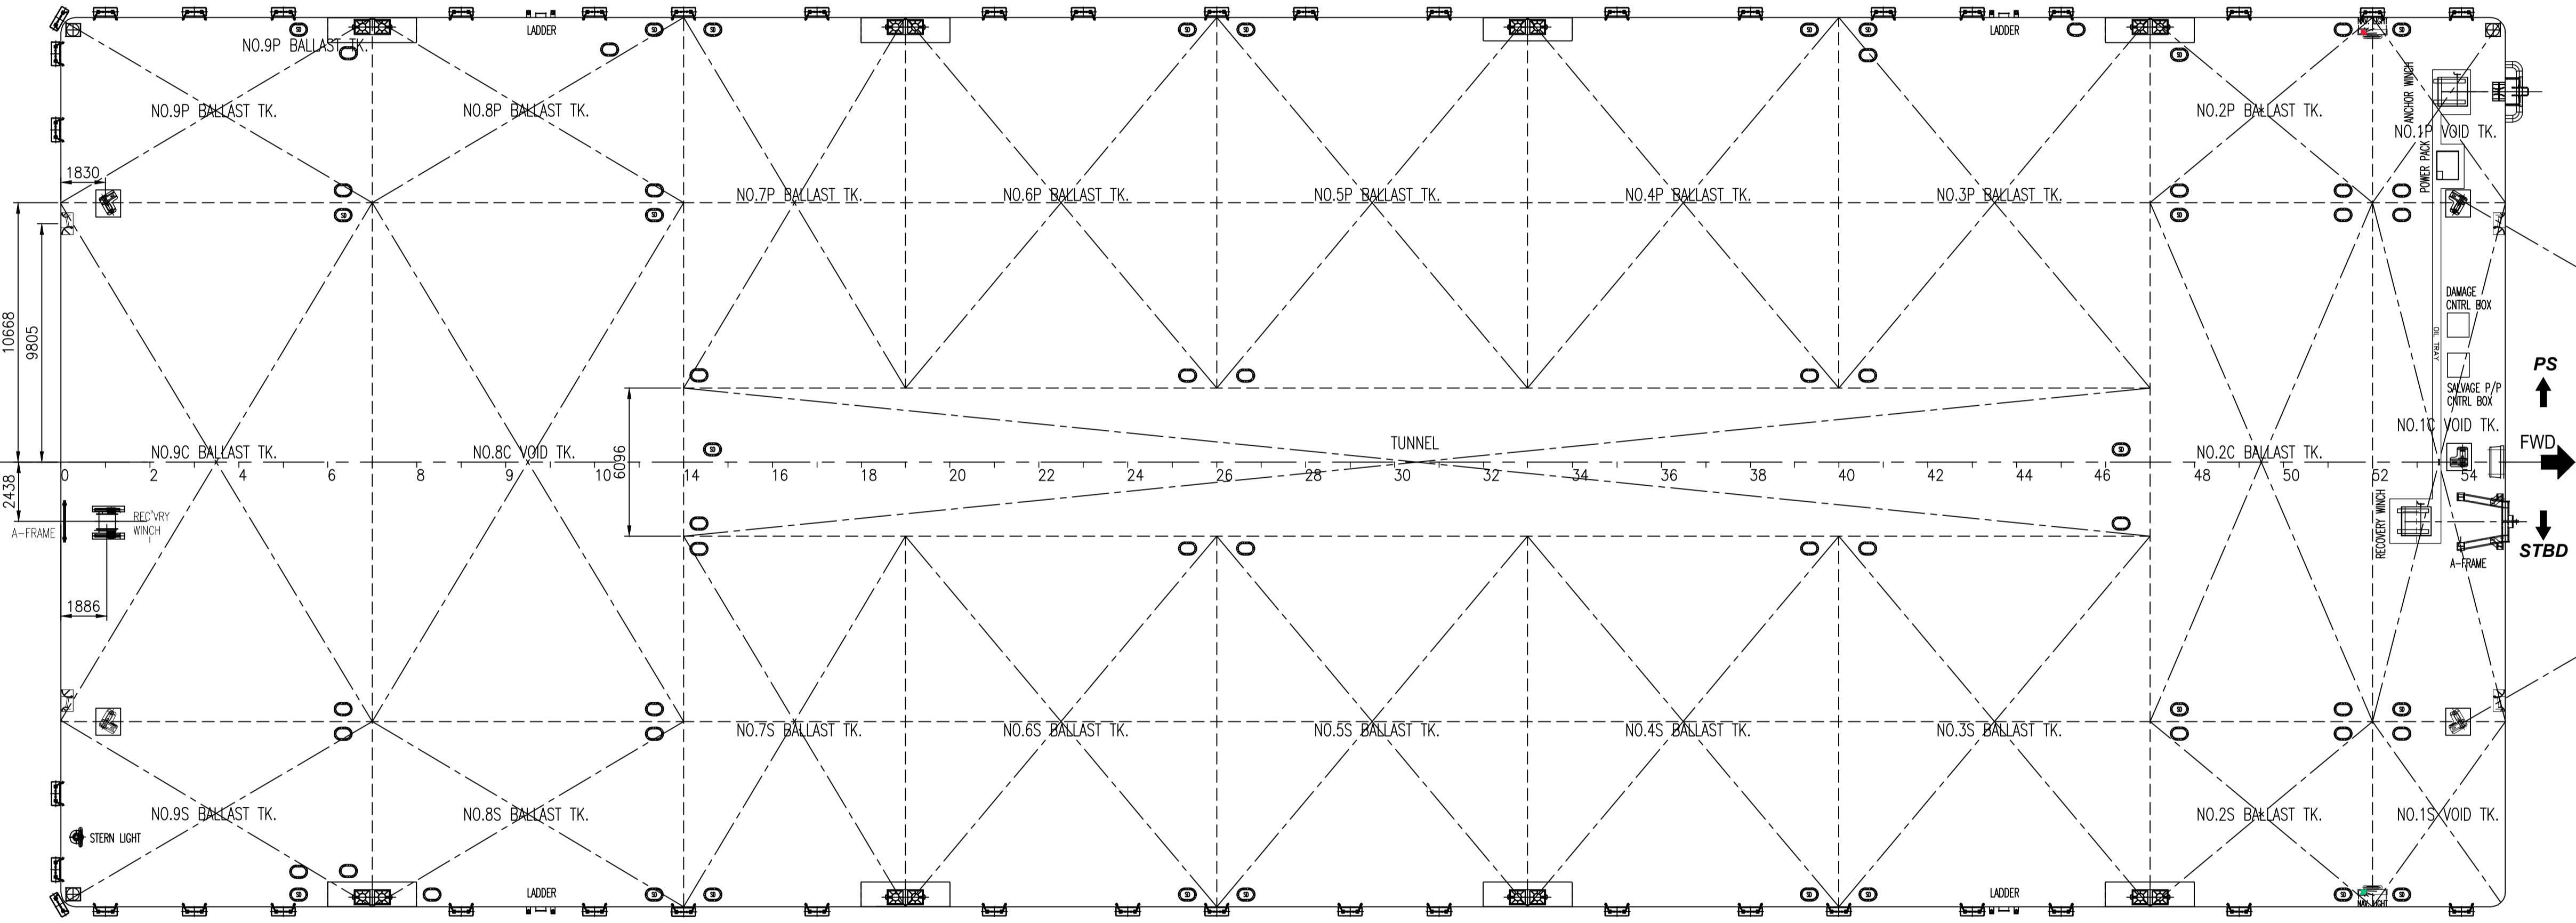 LADDER
LADDER
NAV. LIGHT
NO.9P BALLAST TK.
NO.9P BALLAST TK.
NO.8P BALLAST TK.
NO.2P BALLAST TK.
ANCHOR WINCH
NO.1P VOID TK.
POWER PACK
1830
NO.7P BALLAST TK.
NO.6P BALLAST TK.
NO.5P BALLAST TK.
NO.4P BALLAST TK.
NO.3P BALLAST TK.
10668
9805
DAMAGE
CNTRL BOX
OIL TRAY
SALVAGE P/P
CNTRL BOX
PS
NO.9C BALLAST TK.
NO.8C VOID TK.
TUNNEL
NO.2C BALLAST TK.
NO.1C VOID TK.
FWD
0 2 4 6 8 10 14 16 18 20 22 24 26 28 30 32 34 36 38 40 42 44 46 48 50 52 54
6096
2438
A-FRAME
REC'VRY
WINCH
RECOVERY WINCH
A-FRAME
STBD
1886
NO.7S BALLAST TK.
NO.6S BALLAST TK.
NO.5S BALLAST TK.
NO.4S BALLAST TK.
NO.3S BALLAST TK.
NO.9S BALLAST TK.
NO.8S BALLAST TK.
NO.2S BALLAST TK.
NO.1S VOID TK.
STERN LIGHT
LADDER
LADDER
NAV. LIGHT